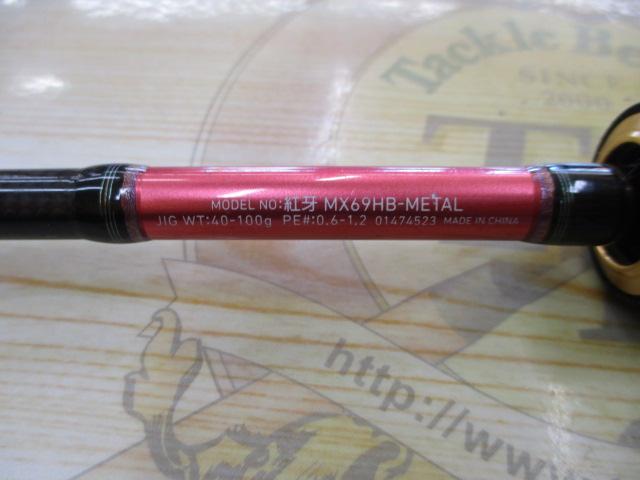 Tackle Be
SINCE
2000
T
MODEL NO:紅牙 MX69HB-METAL
JIG WT:40-100g PE#:0.6-1.2 01474523 MADE IN CHINA
http://www